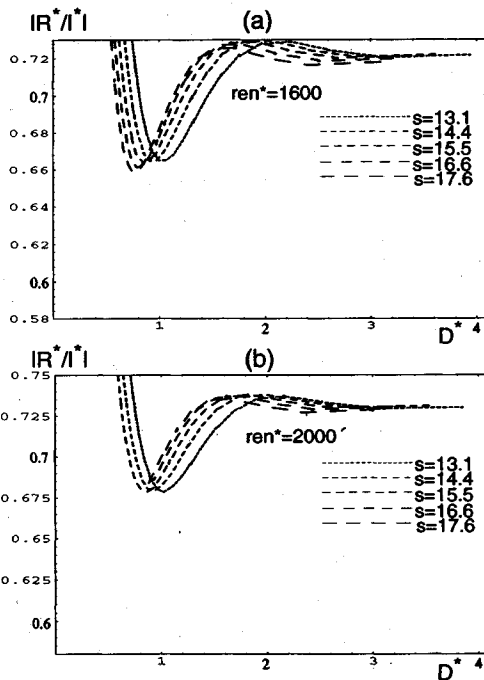 |R*/I*| (a)
0.72
0.7
0.68
0.66
0.64
0.62
0.6
0.58
ren*=1600
s=13.1
s=14.4
s=15.5
s=16.6
s=17.6
1 2 3 4
D*
|R*/I*| (b)
0.75
0.725
0.7
0.675
0.65
0.625
0.6
ren*=2000
s=13.1
s=14.4
s=15.5
s=16.6
s=17.6
1 2 3 4
D*